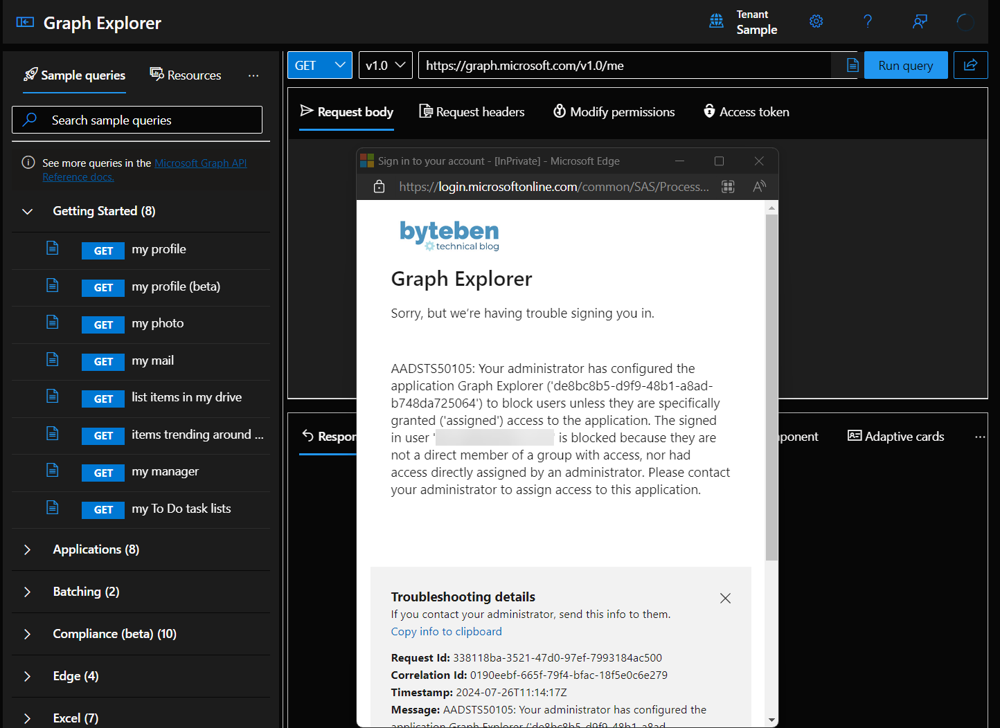 Graph Explorer
Tenant
Sample
Sample queries
Resources
...
Search sample queries
See more queries in the Microsoft Graph API
Reference docs.
Getting Started (8)
GET my profile
GET my profile (beta)
GET my photo
GET my mail
GET list items in my drive
GET items trending around ...
GET my manager
GET my To Do task lists
Applications (8)
Batching (2)
Compliance (beta) (10)
Edge (4)
Excel (7)
GET
v1.0
https://graph.microsoft.com/v1.0/me
Run query
Request body
Request headers
Modify permissions
Access token
Sign in to your account - [InPrivate] - Microsoft Edge
https://login.microsoftonline.com/common/SAS/Process...
byteben
technical blog
Graph Explorer
Sorry, but we're having trouble signing you in.
AADSTS50105: Your administrator has configured the
application Graph Explorer ('de8bc8b5-d9f9-48b1-a8ad-
b748da725064') to block users unless they are specifically
granted ('assigned') access to the application. The signed
in user ' ' is blocked because they are
not a direct member of a group with access, nor had
access directly assigned by an administrator. Please contact
your administrator to assign access to this application.
Troubleshooting details
If you contact your administrator, send this info to them.
Copy info to clipboard
Request Id: 338118ba-3521-47d0-97ef-7993184ac500
Correlation Id: 0190eebf-665f-79f4-bfac-18f5e0c6e279
Timestamp: 2024-07-26T11:14:17Z
Message: AADSTS50105: Your administrator has configured the
application Graph Explorer ('de8bc8b5-d9f9-48b1-a8ad-
Respon
ponent
Adaptive cards
...